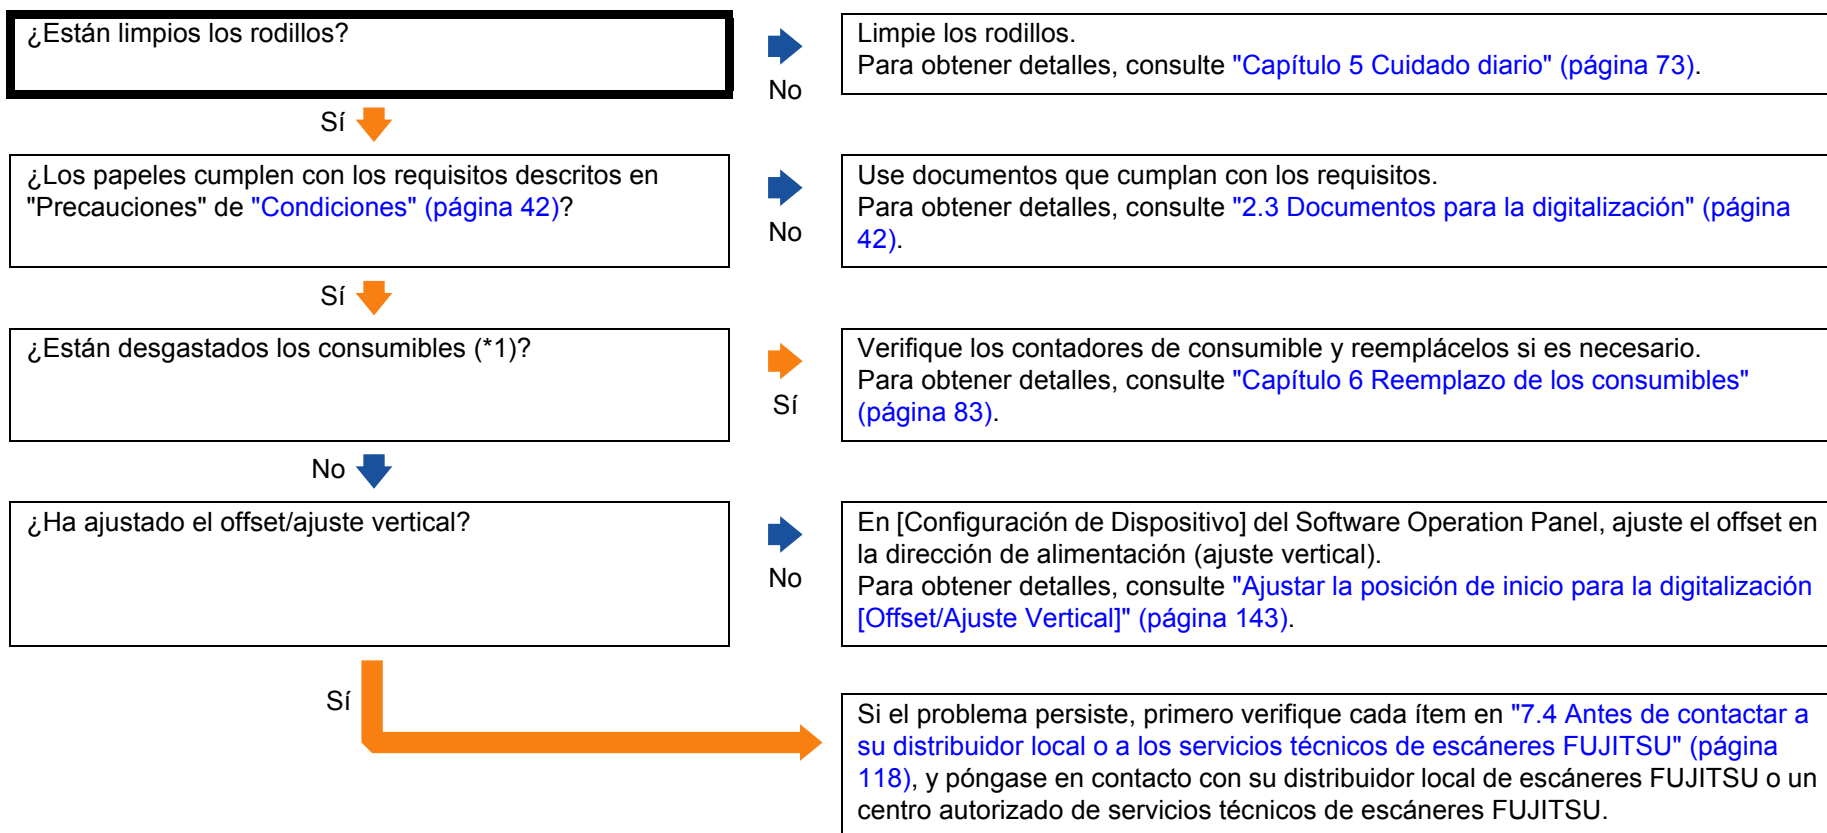 ¿Están limpios los rodillos?
No
Limpie los rodillos.
Para obtener detalles, consulte "Capítulo 5 Cuidado diario" (página 73).
Sí
¿Los papeles cumplen con los requisitos descritos en
"Precauciones" de "Condiciones" (página 42)?
No
Use documentos que cumplan con los requisitos.
Para obtener detalles, consulte "2.3 Documentos para la digitalización" (página
42).
Sí
¿Están desgastados los consumibles (*1)?
Sí
Verifique los contadores de consumible y reemplácelos si es necesario.
Para obtener detalles, consulte "Capítulo 6 Reemplazo de los consumibles"
(página 83).
No
¿Ha ajustado el offset/ajuste vertical?
No
En [Configuración de Dispositivo] del Software Operation Panel, ajuste el offset en
la dirección de alimentación (ajuste vertical).
Para obtener detalles, consulte "Ajustar la posición de inicio para la digitalización
[Offset/Ajuste Vertical]" (página 143).
Sí
Si el problema persiste, primero verifique cada ítem en "7.4 Antes de contactar a
su distribuidor local o a los servicios técnicos de escáneres FUJITSU" (página
118), y póngase en contacto con su distribuidor local de escáneres FUJITSU o un
centro autorizado de servicios técnicos de escáneres FUJITSU.